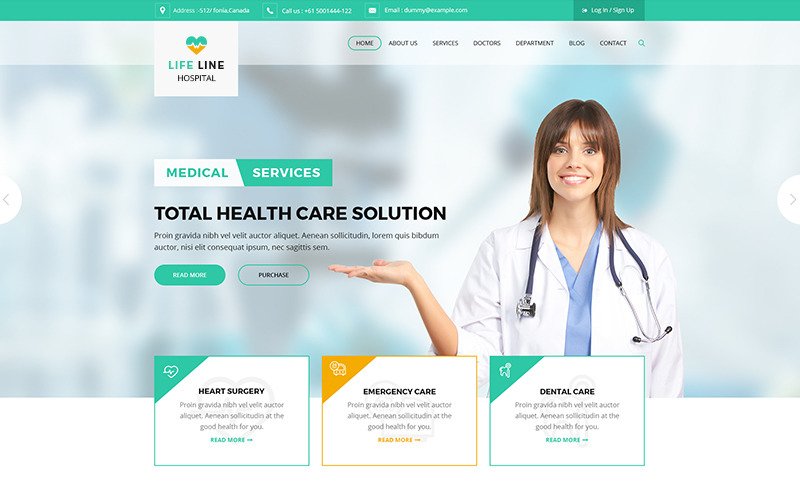 Address : -512/ fonia,Canada
Call us : +61 5001444-122
Email : dummy@example.com
Log In / Sign Up
LIFE LINE
HOSPITAL
HOME
ABOUT US
SERVICES
DOCTORS
DEPARTMENT
BLOG
CONTACT
MEDICAL SERVICES
TOTAL HEALTH CARE SOLUTION
Proin gravida nibh vel velit auctor aliquet. Aenean sollicitudin, lorem quis bibdum
auctor, nisi elit consequat ipsum, nec sagittis sem.
READ MORE
PURCHASE
HEART SURGERY
Proin gravida nibh vel velit auctor
aliquet. Aenean sollicitudin at the
good health for you.
READ MORE
EMERGENCY CARE
Proin gravida nibh vel velit auctor
aliquet. Aenean sollicitudin at the
good health for you.
READ MORE
DENTAL CARE
Proin gravida nibh vel velit auctor
aliquet. Aenean sollicitudin at the
good health for you.
READ MORE